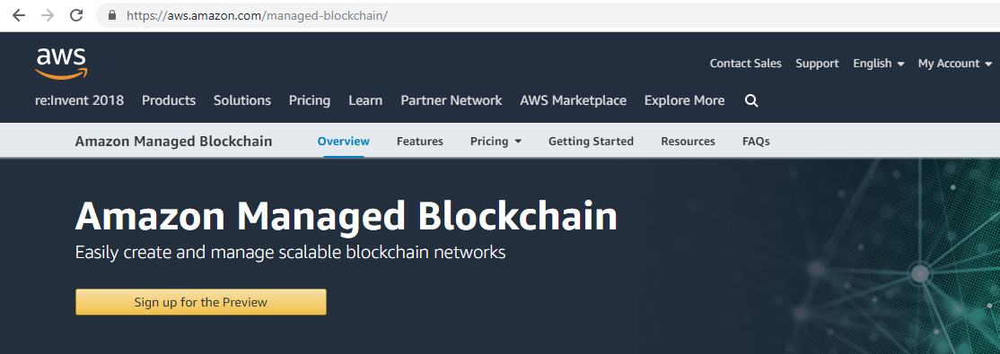 https://aws.amazon.com/managed-blockchain/
aws
Contact Sales Support English My Account
re:Invent 2018 Products Solutions Pricing Learn Partner Network AWS Marketplace Explore More
Amazon Managed Blockchain Overview Features Pricing Getting Started Resources FAQs
Amazon Managed Blockchain
Easily create and manage scalable blockchain networks
Sign up for the Preview